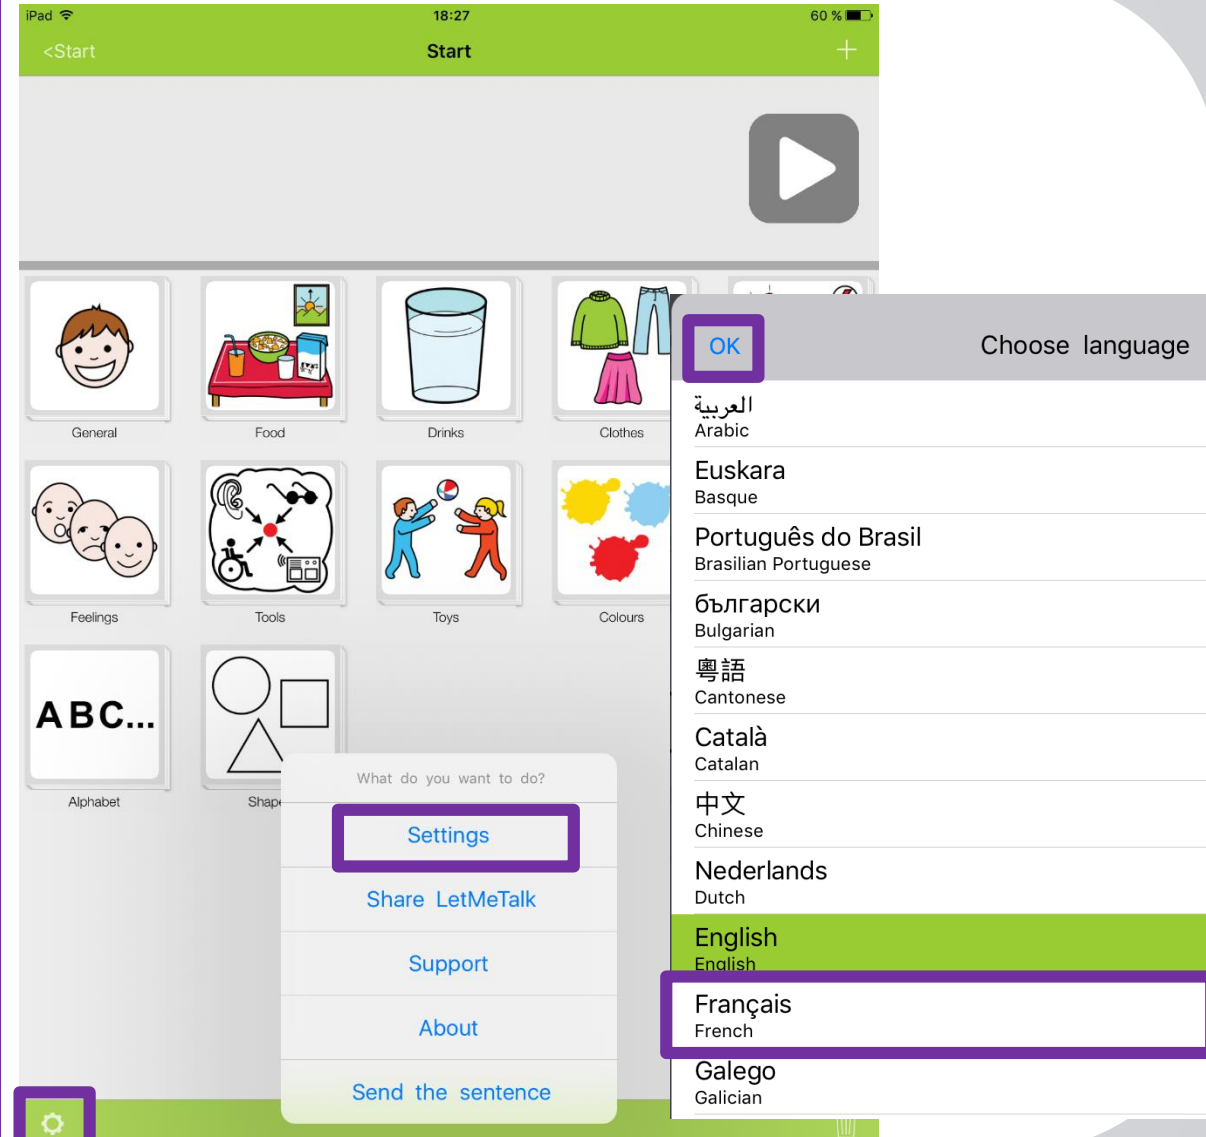 iPad 18:27 60 %
<Start Start
General Food Drinks Clothes
Feelings Tools Toys Colours
ABC...
Alphabet Shape
What do you want to do?
Settings
Share LetMeTalk
Support
About
Send the sentence
OK Choose language
العربية
Arabic
Euskara
Basque
Português do Brasil
Brasilian Portuguese
български
Bulgarian
粵語
Cantonese
Català
Catalan
中文
Chinese
Nederlands
Dutch
English
English
Français
French
Galego
Galician